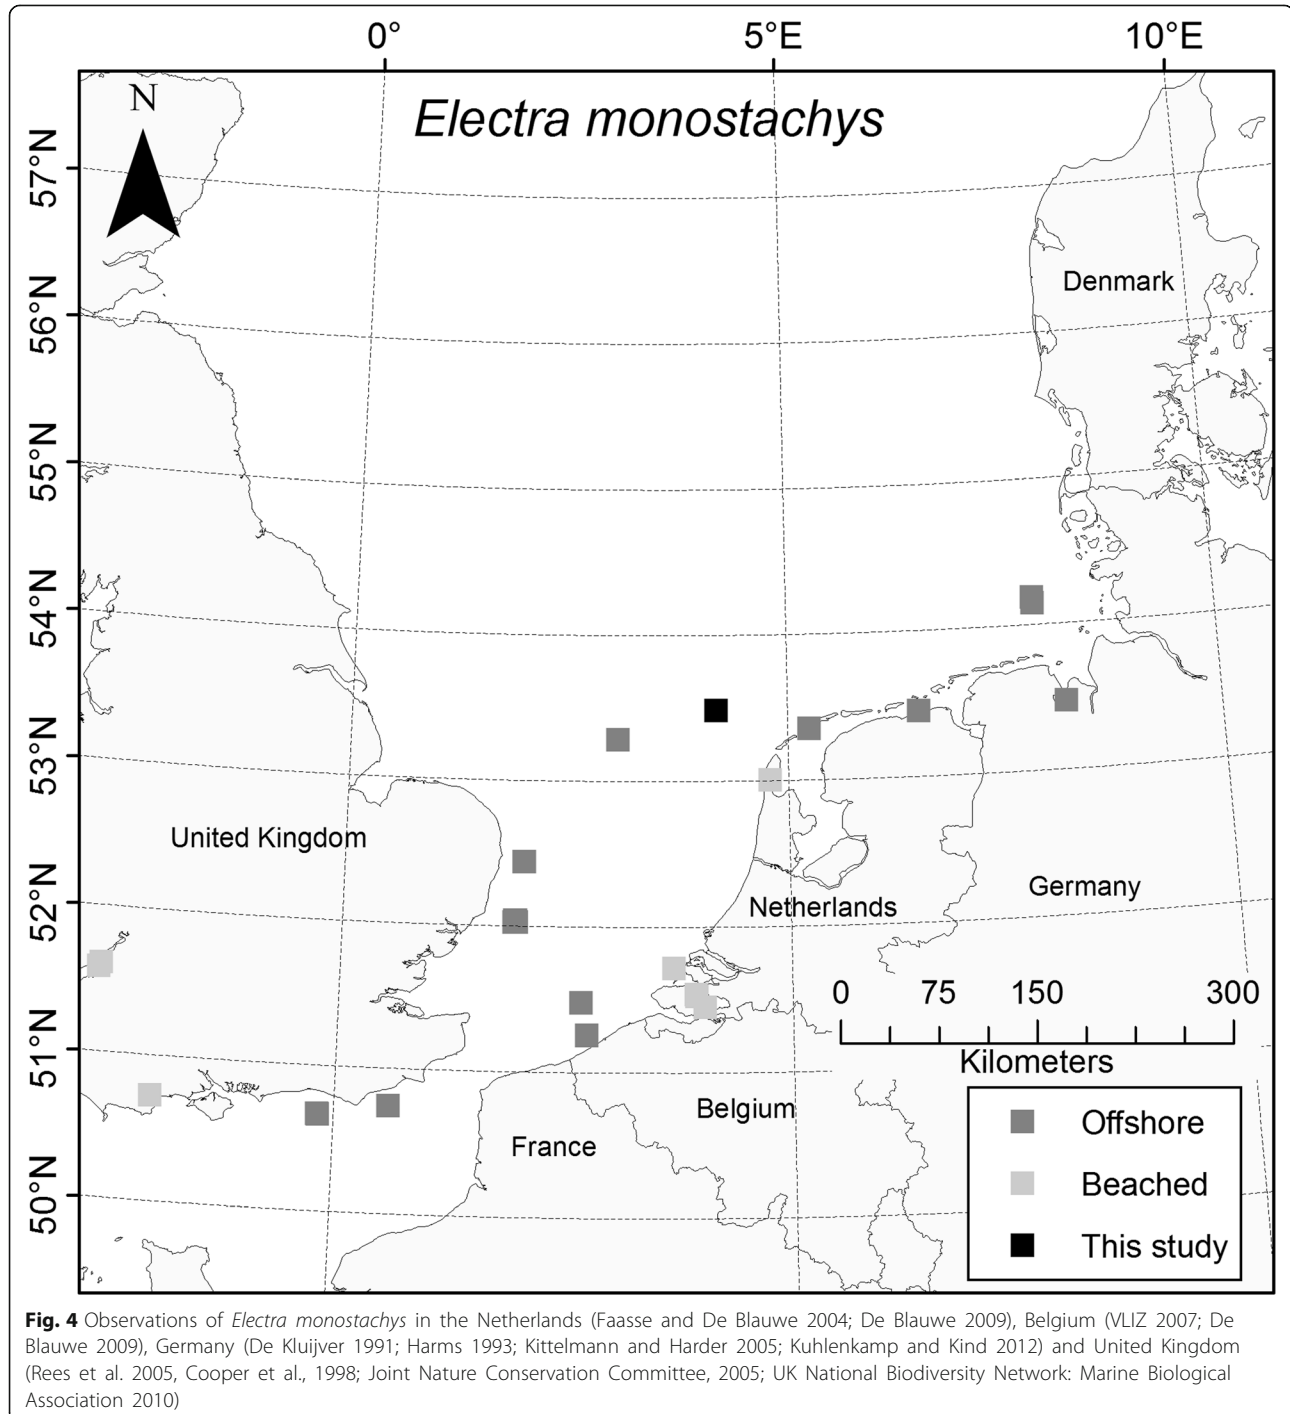 0° 5°E 10°E
N
Electra monostachys
57°N
56°N
Denmark
55°N
54°N
53°N
United Kingdom
52°N
Netherlands
Germany
0 75 150 300
Kilometers
51°N
Belgium
France
50°N
Offshore
Beached
This study
Fig. 4 Observations of Electra monostachys in the Netherlands (Faasse and De Blauwe 2004; De Blauwe 2009), Belgium (VLIZ 2007; De
Blauwe 2009), Germany (De Kluijver 1991; Harms 1993; Kittelmann and Harder 2005; Kuhlenkamp and Kind 2012) and United Kingdom
(Rees et al. 2005, Cooper et al., 1998; Joint Nature Conservation Committee, 2005; UK National Biodiversity Network: Marine Biological
Association 2010)